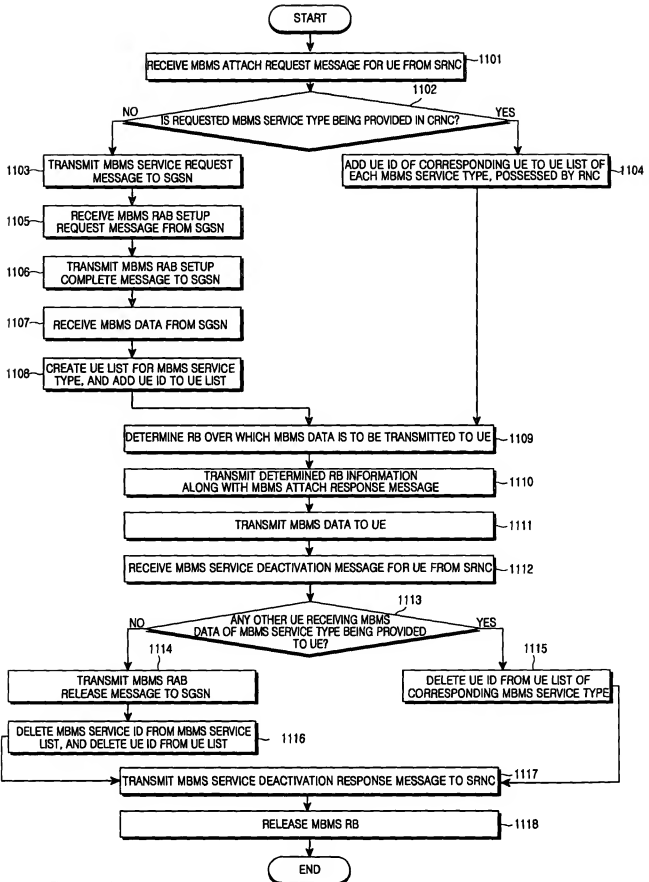 START
RECEIVE MBMS ATTACH REQUEST MESSAGE FOR UE FROM SRNC
1101
1102
NO
IS REQUESTED MBMS SERVICE TYPE BEING PROVIDED IN CRNC?
YES
1103
TRANSMIT MBMS SERVICE REQUEST
MESSAGE TO SGSN
ADD UE ID OF CORRESPONDING UE TO UE LIST OF
EACH MBMS SERVICE TYPE, POSSESSED BY RNC
1104
1105
RECEIVE MBMS RAB SETUP
REQUEST MESSAGE FROM SGSN
1106
TRANSMIT MBMS RAB SETUP
COMPLETE MESSAGE TO SGSN
1107
RECEIVE MBMS DATA FROM SGSN
1108
CREATE UE LIST FOR MBMS SERVICE
TYPE, AND ADD UE ID TO UE LIST
DETERMINE RB OVER WHICH MBMS DATA IS TO BE TRANSMITTED TO UE
1109
TRANSMIT DETERMINED RB INFORMATION
ALONG WITH MBMS ATTACH RESPONSE MESSAGE
1110
TRANSMIT MBMS DATA TO UE
1111
RECEIVE MBMS SERVICE DEACTIVATION MESSAGE FOR UE FROM SRNC
1112
1113
NO
ANY OTHER UE RECEIVING MBMS
DATA OF MBMS SERVICE TYPE BEING PROVIDED
TO UE?
YES
1114
TRANSMIT MBMS RAB
RELEASE MESSAGE TO SGSN
1115
DELETE UE ID FROM UE LIST OF
CORRESPONDING MBMS SERVICE TYPE
DELETE MBMS SERVICE ID FROM MBMS SERVICE
LIST, AND DELETE UE ID FROM UE LIST
1116
TRANSMIT MBMS SERVICE DEACTIVATION RESPONSE MESSAGE TO SRNC
1117
RELEASE MBMS RB
1118
END